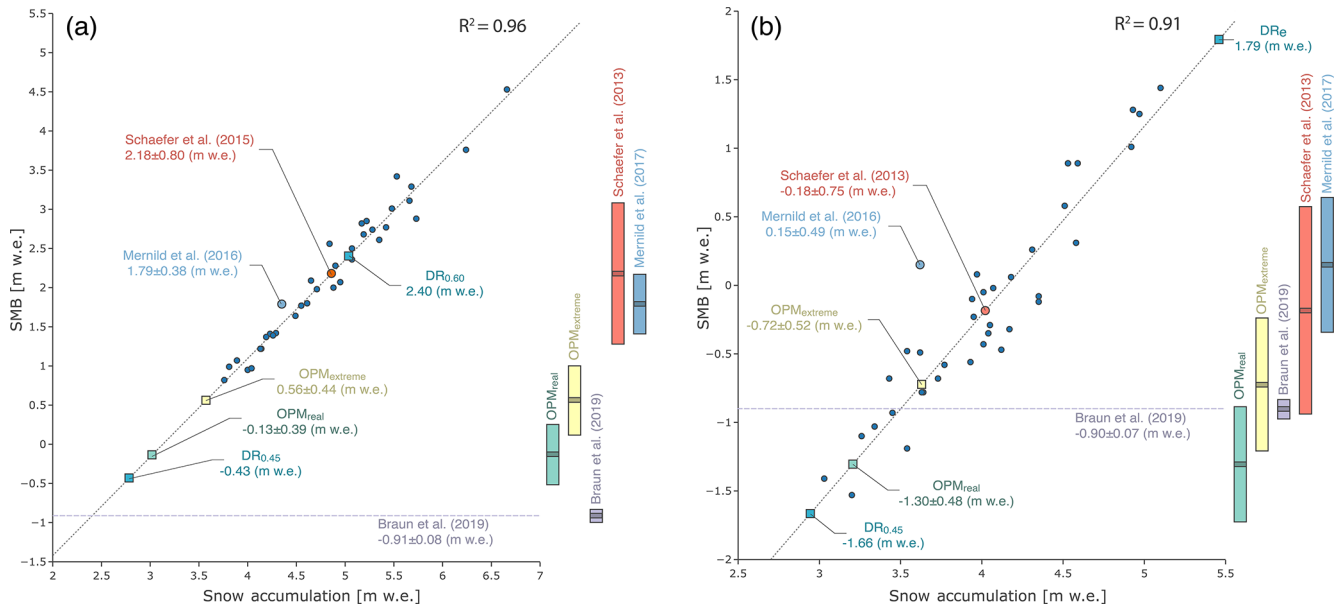 (a)
R² = 0.96
SMB [m w.e.]
5.5
5
4.5
4
3.5
3
2.5
2
1.5
1
0.5
0
−0.5
−1
−1.5
2
2.5
3
3.5
4
4.5
5
5.5
6
6.5
7
Snow accumulation [m w.e.]
Schaefer et al. (2015)
2.18±0.80 (m w.e.)
Mernild et al. (2016)
1.79±0.38 (m w.e.)
DR0.60
2.40 (m w.e.)
OPMextreme
0.56±0.44 (m w.e.)
OPMreal
-0.13±0.39 (m w.e.)
DR0.45
-0.43 (m w.e.)
Braun et al. (2019)
-0.91±0.08 (m w.e.)
OPMreal
OPMextreme
Braun et al. (2019)
Schaefer et al. (2013)
Mernild et al. (2017)
(b)
R² = 0.91
SMB [m w.e.]
2
1.5
1
0.5
0
−0.5
−1
−1.5
−2
2.5
3
3.5
4
4.5
5
5.5
Snow accumulation [m w.e.]
DRe
1.79 (m w.e.)
Schaefer et al. (2013)
-0.18±0.75 (m w.e.)
Mernild et al. (2016)
0.15±0.49 (m w.e.)
OPMextreme
-0.72±0.52 (m w.e.)
Braun et al. (2019)
-0.90±0.07 (m w.e.)
OPMreal
-1.30±0.48 (m w.e.)
DR0.45
-1.66 (m w.e.)
OPMreal
OPMextreme
Braun et al. (2019)
Schaefer et al. (2013)
Mernild et al. (2017)